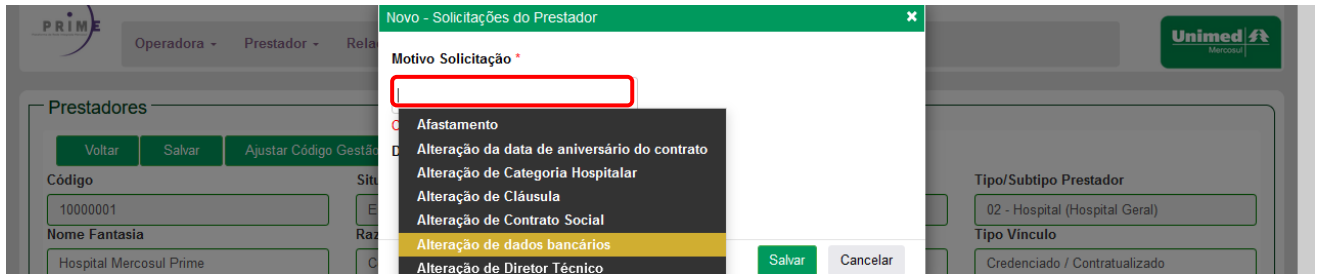 PRIME
Operadora
Prestador
Novo - Solicitações do Prestador
Unimed
Mercosul
Motivo Solicitação *
Prestadores
Voltar
Salvar
Ajustar Código Gestão
Afastamento
Alteração da data de aniversário do contrato
Alteração de Categoria Hospitalar
Alteração de Cláusula
Alteração de Contrato Social
Alteração de dados bancários
Alteração de Diretor Técnico
Código
10000001
Nome Fantasia
Hospital Mercosul Prime
Tipo/Subtipo Prestador
02 - Hospital (Hospital Geral)
Tipo Vínculo
Credenciado / Contratualizado
Salvar
Cancelar